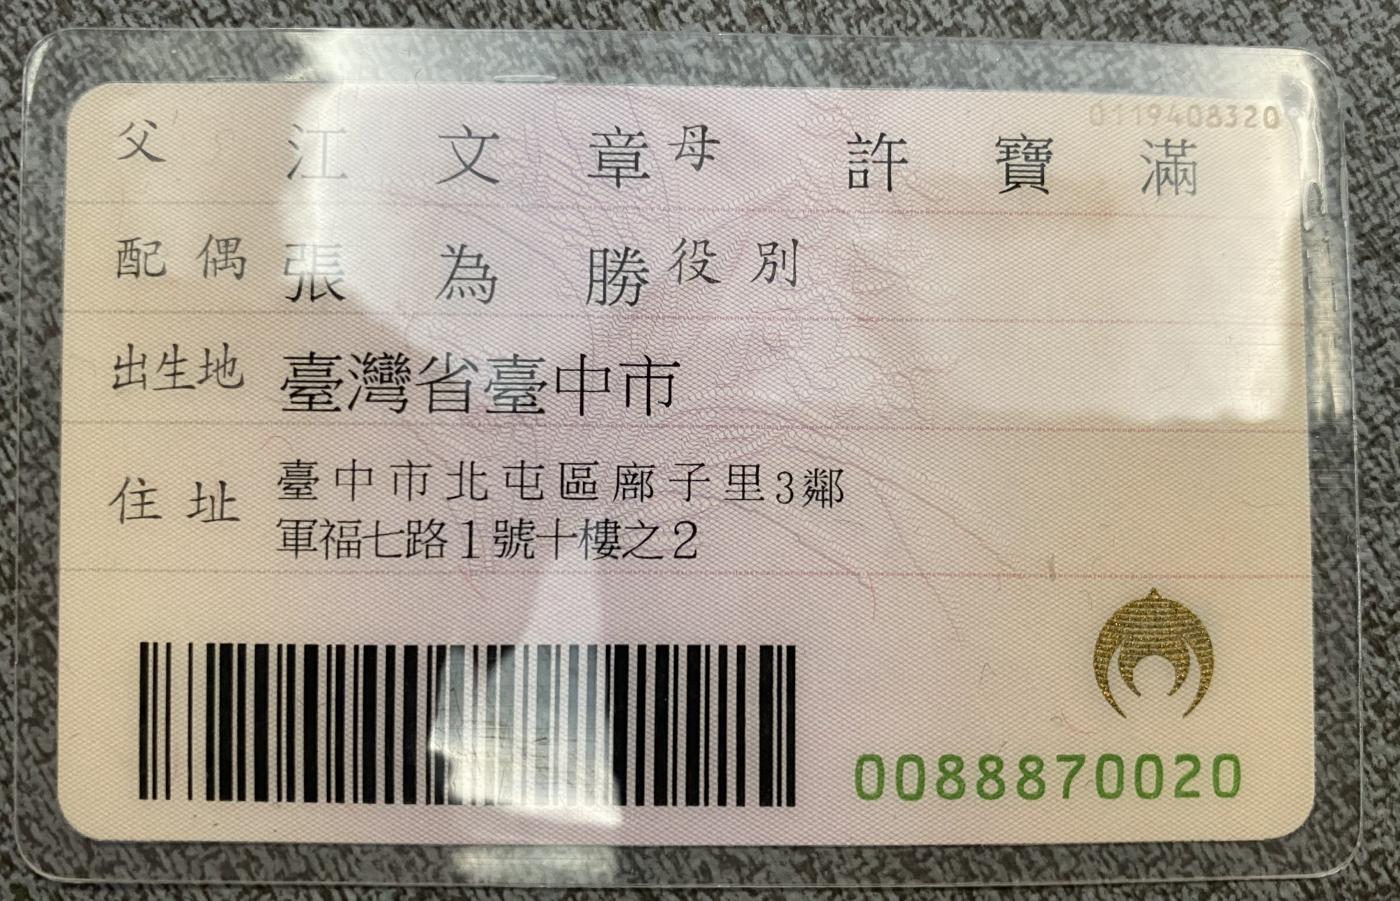 0119408320
父 江文章 母 許寶滿
配偶 張為勝 役別
出生地 臺灣省臺中市
住址 臺中市北屯區廍子里3鄰
軍福七路1號十樓之2
0088870020